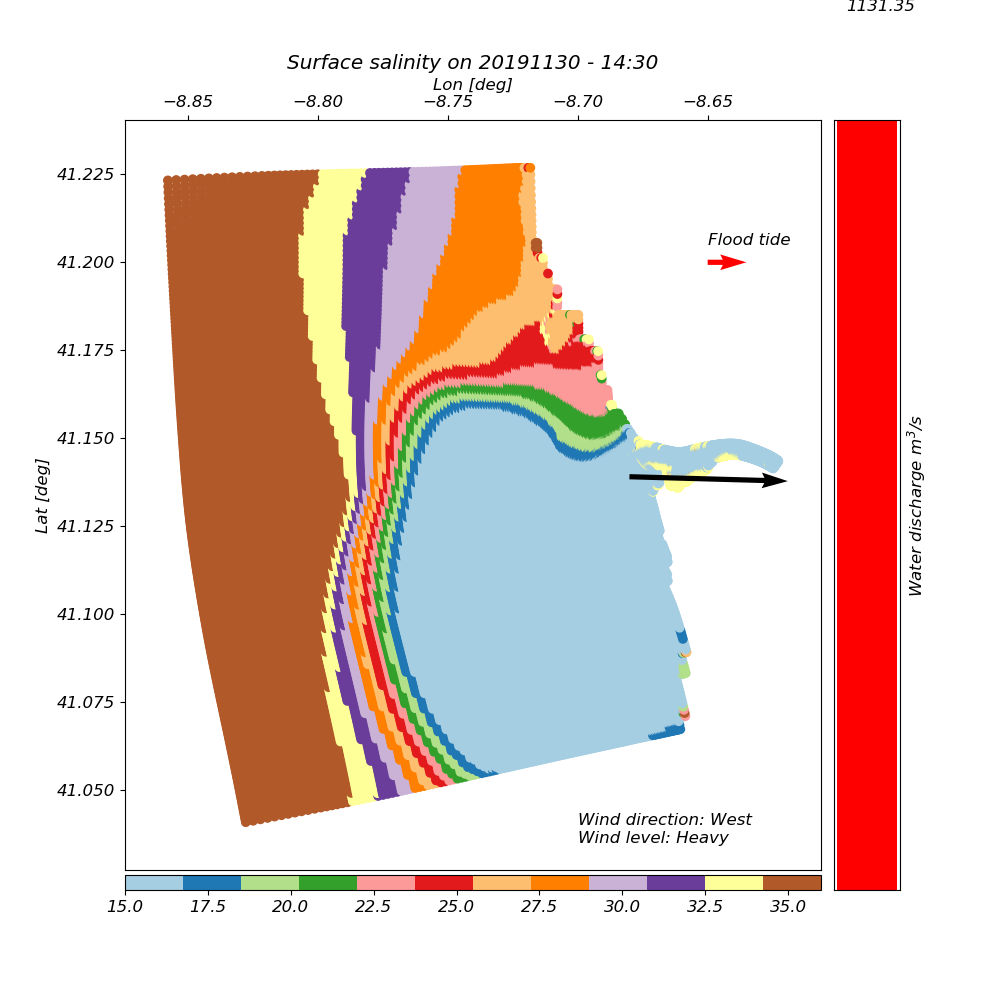 1131.35
Surface salinity on 20191130 - 14:30
Lon [deg]
−8.85 −8.80 −8.75 −8.70 −8.65
41.225
41.200
41.175
41.150
41.125
41.100
41.075
41.050
Lat [deg]
Flood tide
Water discharge m³/s
Wind direction: West
Wind level: Heavy
15.0 17.5 20.0 22.5 25.0 27.5 30.0 32.5 35.0